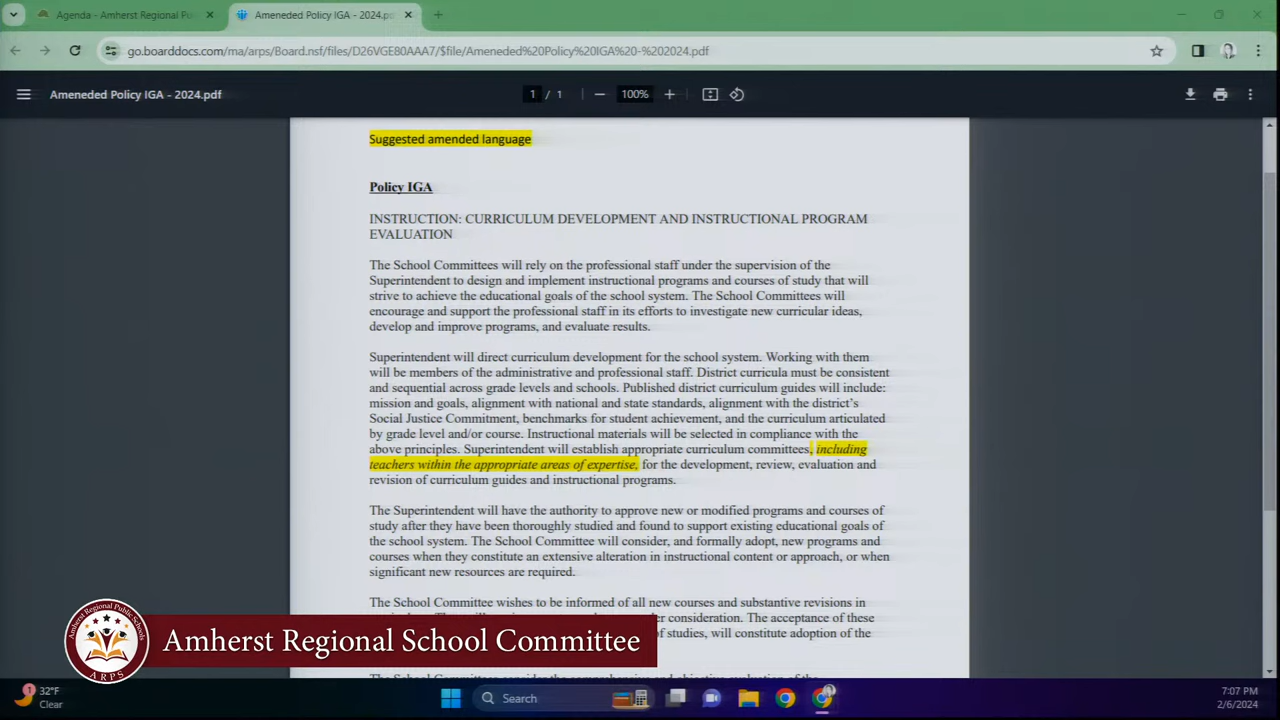 Agenda - Amherst Regional Pu
Ameneded Policy IGA - 2024.pd
go.boarddocs.com/ma/arps/Board.nsf/files/D26VGE80AAA7/$file/Ameneded%20Policy%20IGA%20-%202024.pdf
Ameneded Policy IGA - 2024.pdf
1 / 1
100%
Suggested amended language
Policy IGA
INSTRUCTION: CURRICULUM DEVELOPMENT AND INSTRUCTIONAL PROGRAM
EVALUATION
The School Committees will rely on the professional staff under the supervision of the
Superintendent to design and implement instructional programs and courses of study that will
strive to achieve the educational goals of the school system. The School Committees will
encourage and support the professional staff in its efforts to investigate new curricular ideas,
develop and improve programs, and evaluate results.
Superintendent will direct curriculum development for the school system. Working with them
will be members of the administrative and professional staff. District curricula must be consistent
and sequential across grade levels and schools. Published district curriculum guides will include:
mission and goals, alignment with national and state standards, alignment with the district's
Social Justice Commitment, benchmarks for student achievement, and the curriculum articulated
by grade level and/or course. Instructional materials will be selected in compliance with the
above principles. Superintendent will establish appropriate curriculum committees, including
teachers within the appropriate areas of expertise, for the development, review, evaluation and
revision of curriculum guides and instructional programs.
The Superintendent will have the authority to approve new or modified programs and courses of
study after they have been thoroughly studied and found to support existing educational goals of
the school system. The School Committee will consider, and formally adopt, new programs and
courses when they constitute an extensive alteration in instructional content or approach, or when
significant new resources are required.
The School Committee wishes to be informed of all new courses and substantive revisions in
consideration. The acceptance of these
of studies, will constitute adoption of the
Amherst Regional Public Schools
ARPS
Amherst Regional School Committee
1
32°F
Clear
Search
7:07 PM
2/6/2024